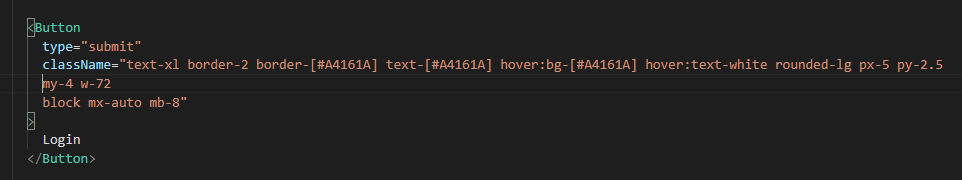 <Button
type="submit"
className="text-xl border-2 border-[#A4161A] text-[#A4161A] hover:bg-[#A4161A] hover:text-white rounded-lg px-5 py-2.5
my-4 w-72
block mx-auto mb-8"
>
Login
</Button>